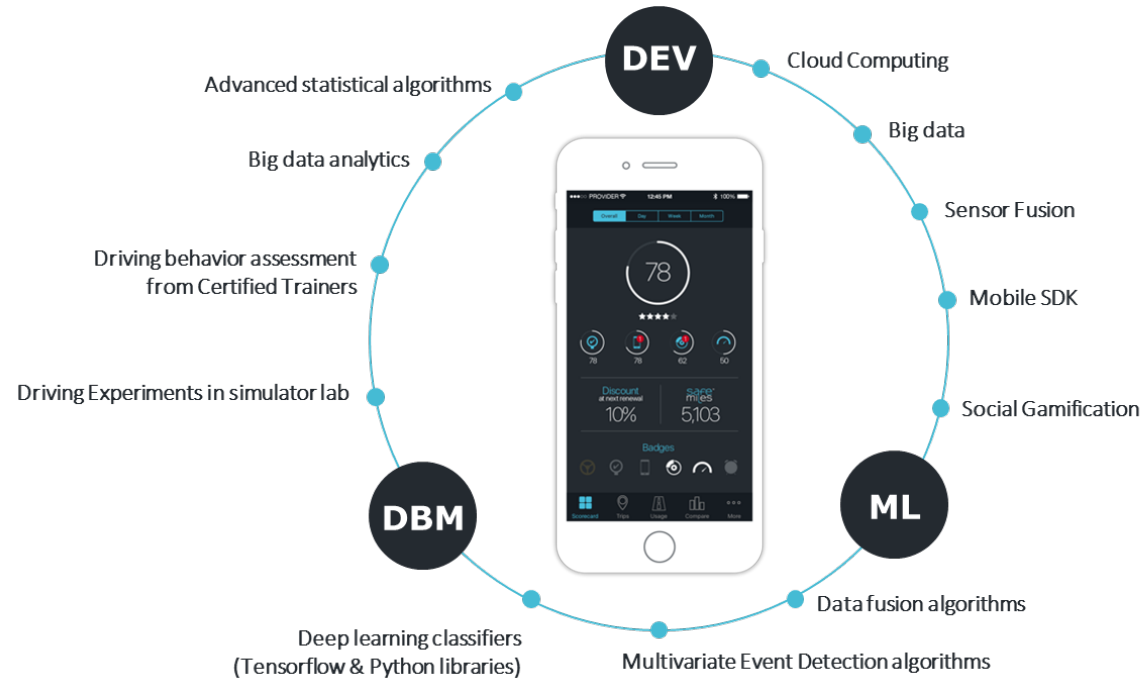 DEV
Cloud Computing
Advanced statistical algorithms
Big data
Big data analytics
Sensor Fusion
Driving behavior assessment
from Certified Trainers
Mobile SDK
Driving Experiments in simulator lab
Social Gamification
DBM
ML
Data fusion algorithms
Deep learning classifiers
(Tensorflow & Python libraries)
Multivariate Event Detection algorithms
PROVIDER 12:45 PM 100%
Overall Day Week Month
78
78 78 62 50
Discount
at next renewal
10%
safe
miles
5,103
Badges
Scorecard Trips Usage Compare More